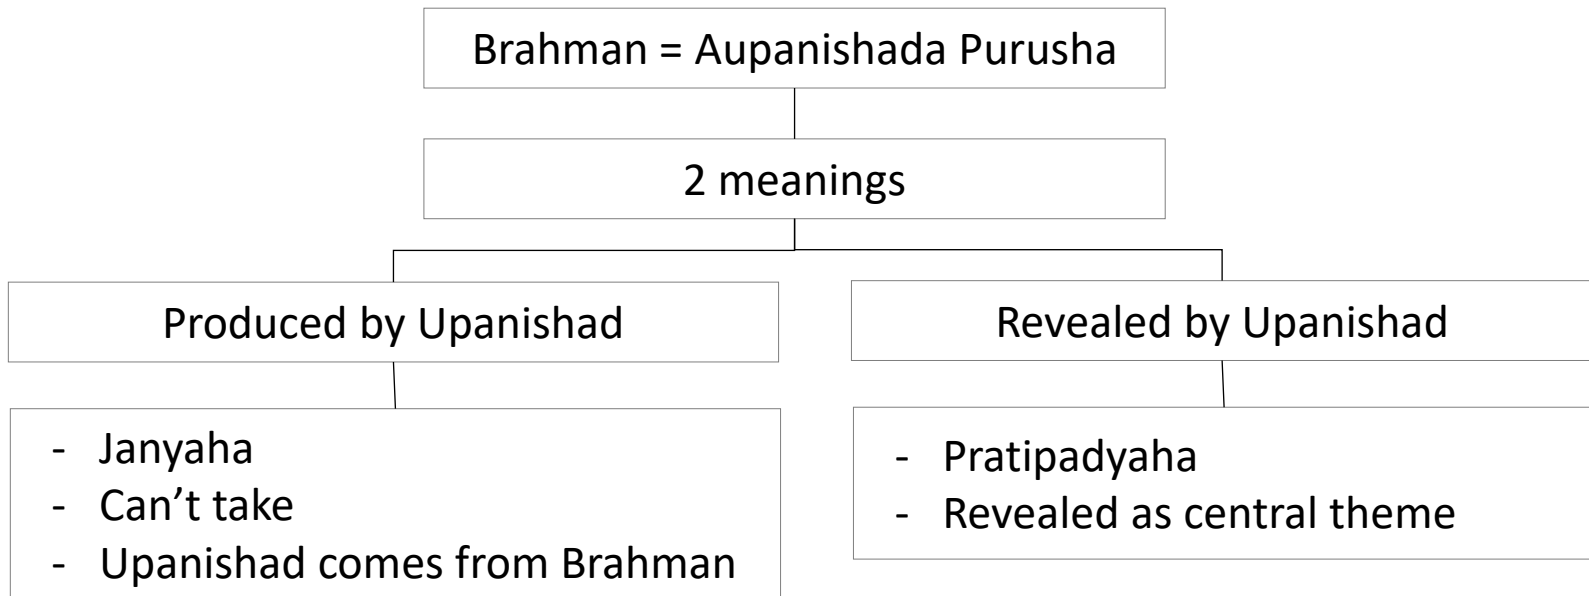 Brahman = Aupanishada Purusha
2 meanings
Produced by Upanishad
- Janyaha
- Can’t take
- Upanishad comes from Brahman
Revealed by Upanishad
- Pratipadyaha
- Revealed as central theme